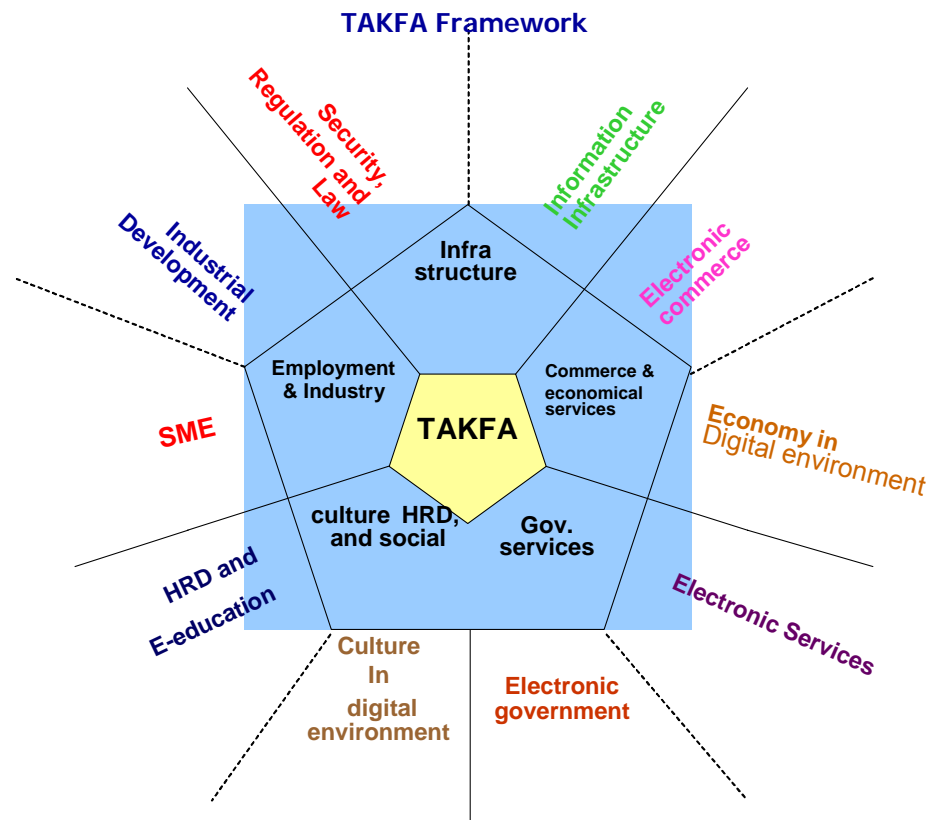 TAKFA Framework
Security,
Regulation and
Law
Information
Infrastructure
Industrial
Development
Electronic
commerce
Infra
structure
Employment
& Industry
Commerce &
economical
services
TAKFA
SME
Economy in
Digital environment
culture HRD,
and social
Gov.
services
HRD and
E-education
Electronic Services
Culture
In
digital
environment
Electronic
government